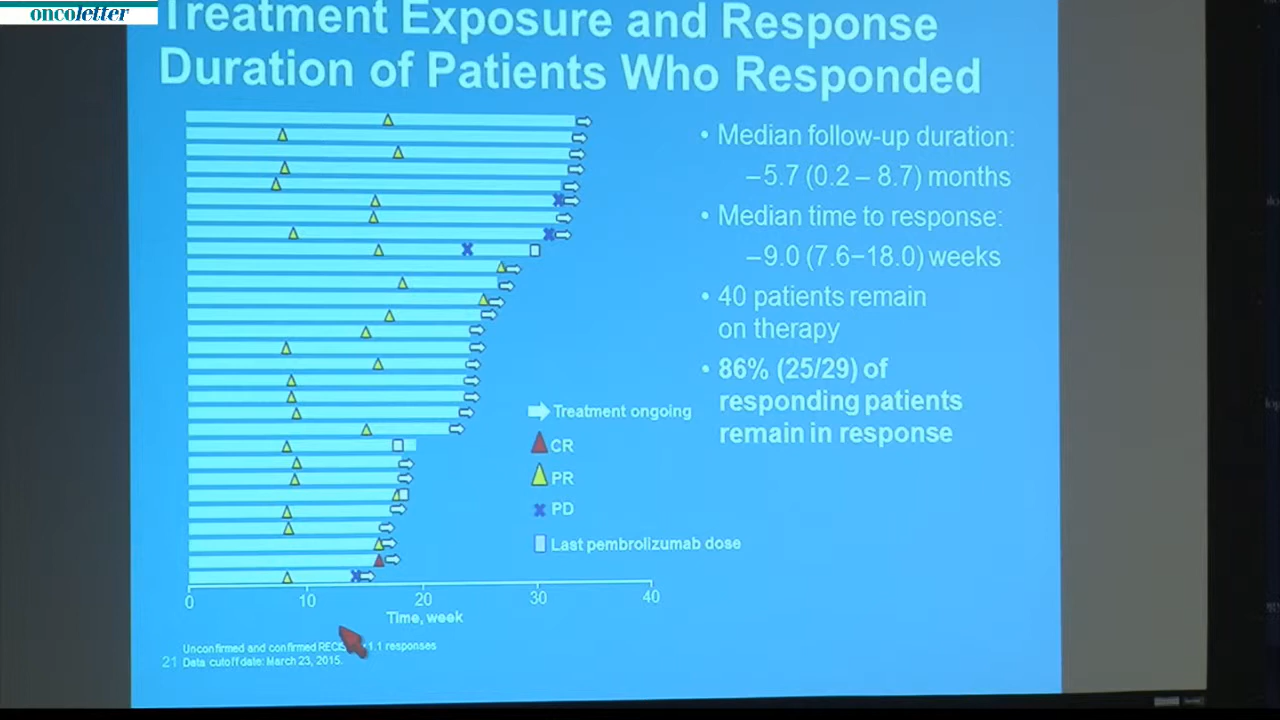 oncoletter
Treatment Exposure and Response
Duration of Patients Who Responded
• Median follow-up duration:
–5.7 (0.2 – 8.7) months
• Median time to response:
–9.0 (7.6–18.0) weeks
• 40 patients remain
on therapy
• 86% (25/29) of
responding patients
remain in response
Treatment ongoing
CR
PR
PD
Last pembrolizumab dose
0 10 20 30 40
Time, week
Unconfirmed and confirmed 1.1 responses
21 Data cutoff date: March 23, 2015.